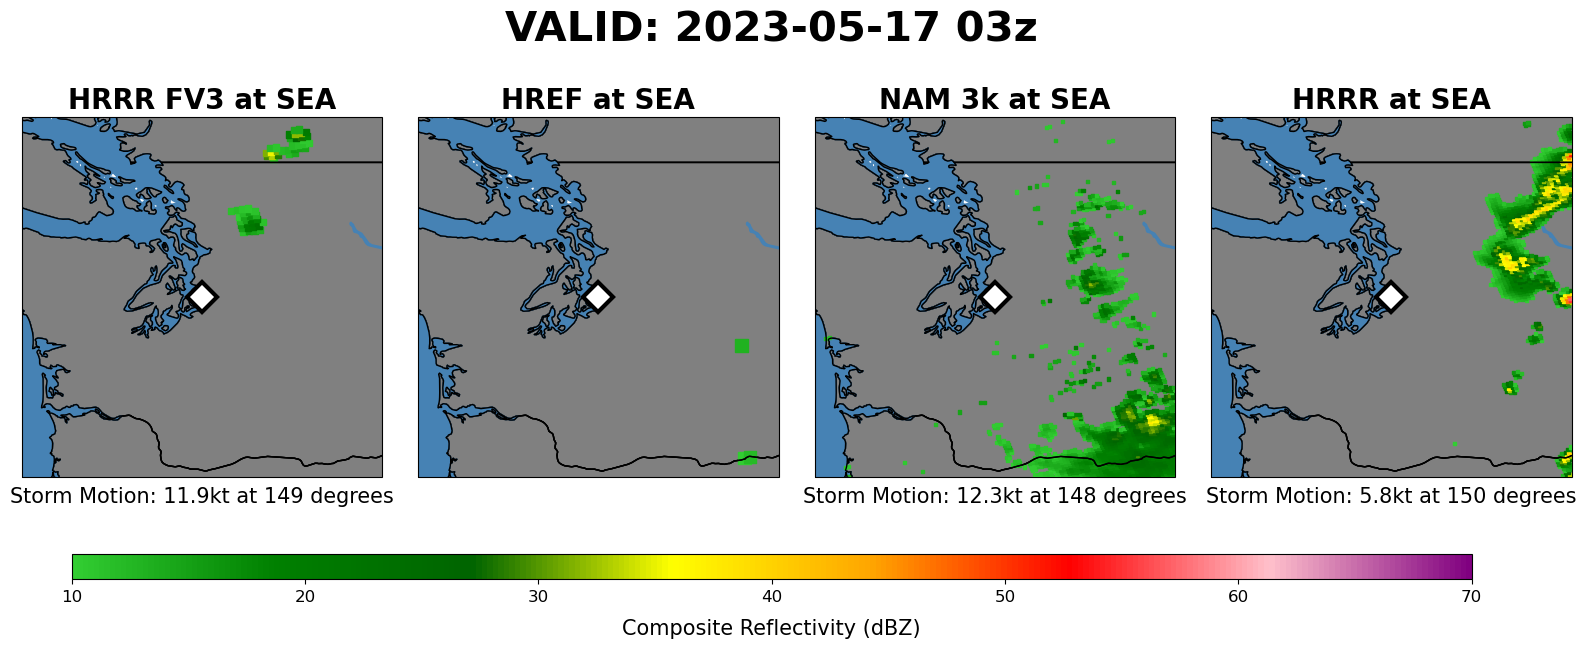 VALID: 2023-05-17 03z
HRRR FV3 at SEA
HREF at SEA
NAM 3k at SEA
HRRR at SEA
Storm Motion: 11.9kt at 149 degrees
Storm Motion: 12.3kt at 148 degrees
Storm Motion: 5.8kt at 150 degrees
10 20 30 40 50 60 70
Composite Reflectivity (dBZ)